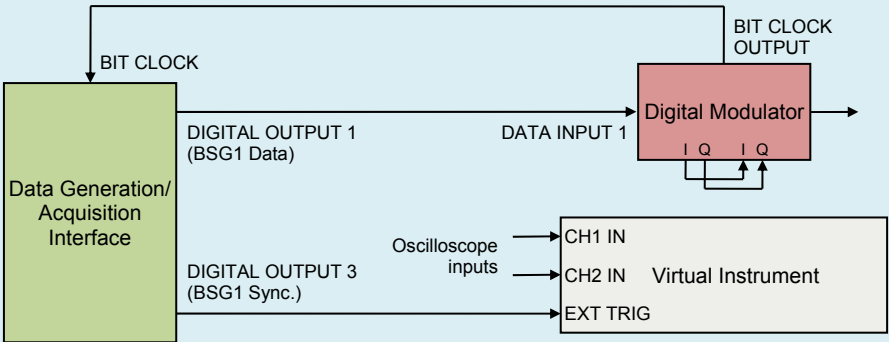 BIT CLOCK
OUTPUT
BIT CLOCK
Digital Modulator
I Q I Q
DIGITAL OUTPUT 1
(BSG1 Data)
DATA INPUT 1
Data Generation/
Acquisition
Interface
DIGITAL OUTPUT 3
(BSG1 Sync.)
Oscilloscope
inputs
CH1 IN
CH2 IN
EXT TRIG
Virtual Instrument